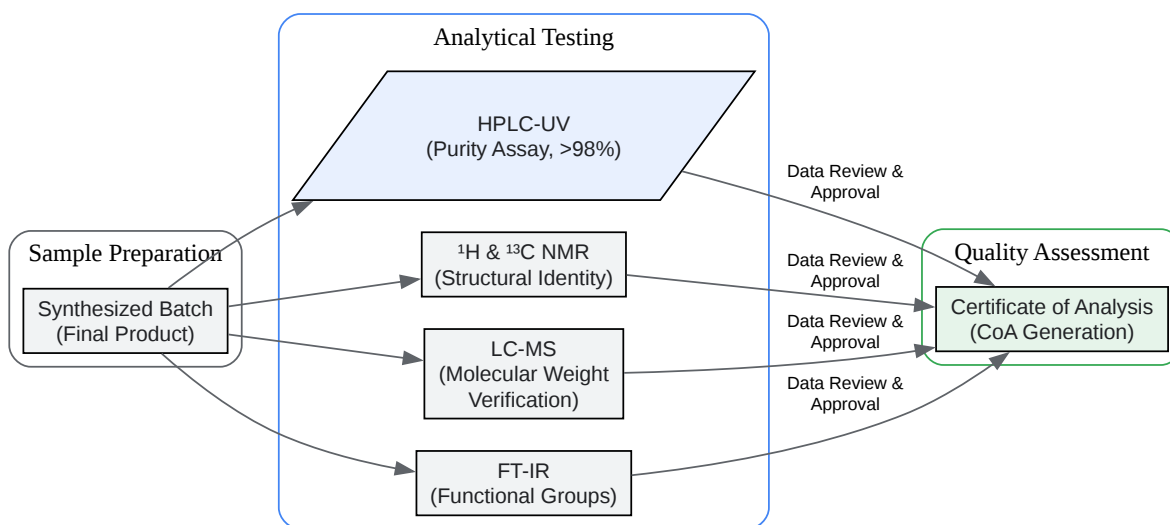 Analytical Testing
HPLC-UV
(Purity Assay, >98%)
Data Review &
Approval
Sample Preparation
Synthesized Batch
(Final Product)
¹H & ¹³C NMR
(Structural Identity)
Data Review &
Approval
Quality Assessment
Certificate of Analysis
(CoA Generation)
LC-MS
(Molecular Weight
Verification)
Data Review &
Approval
FT-IR
(Functional Groups)
Data Review &
Approval